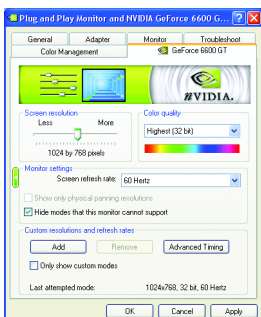 Plug and Play Monitor and NVIDIA GeForce 6600 G...
General Adapter Monitor Troubleshoot
Color Management GeForce 6600 GT
NVIDIA.
Screen resolution
Less More
1024 by 768 pixels
Color quality
Highest (32 bit)
Monitor settings
Screen refresh rate: 60 Hertz
Show only physical panning resolutions
Hide modes that this monitor cannot support
Custom resolutions and refresh rates
Add Remove Advanced Timing
Only show custom modes
Last attempted mode: 1024x768, 32 bit, 60 Hertz
OK Cancel Apply